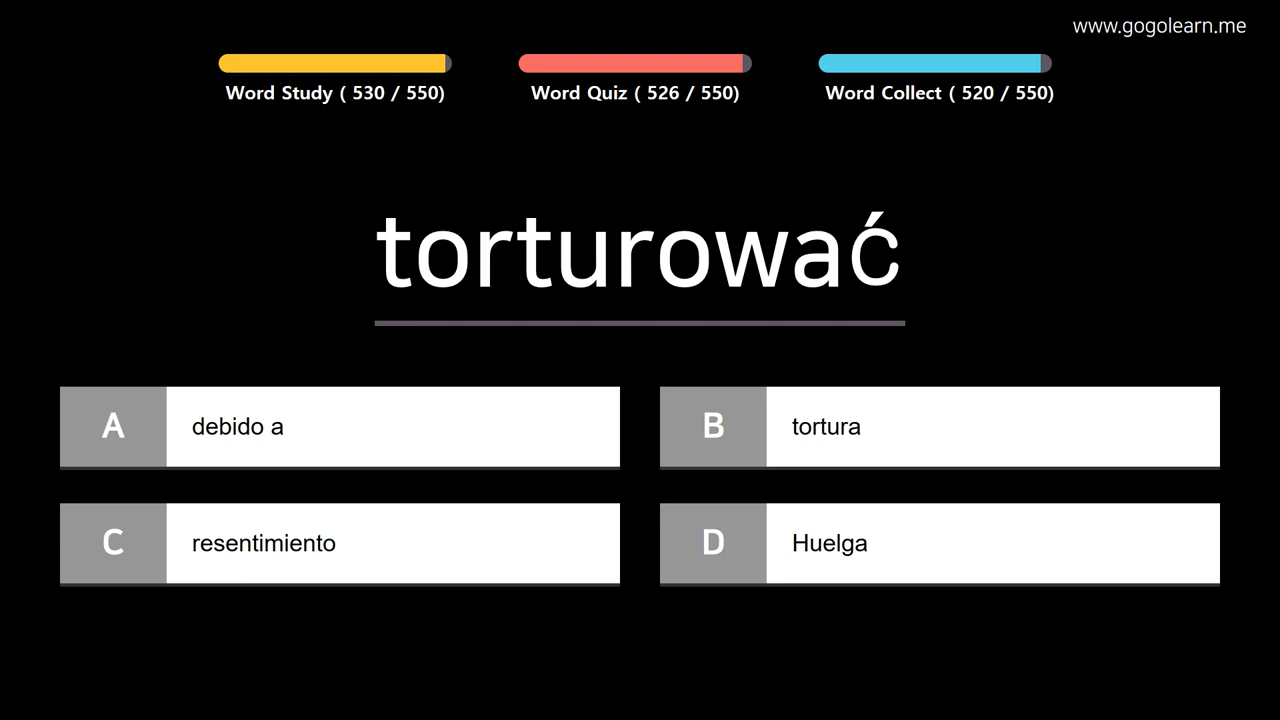 www.gogolearn.me
Word Study ( 530 / 550)
Word Quiz ( 526 / 550)
Word Collect ( 520 / 550)
torturować
A debido a
B tortura
C resentimiento
D Huelga